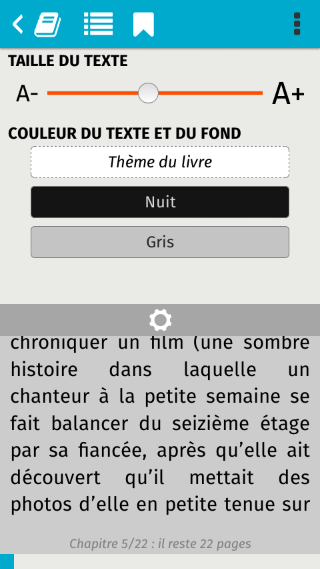 TAILLE DU TEXTE
A- A+
COULEUR DU TEXTE ET DU FOND
Thème du livre
Nuit
Gris
chroniquer un film (une sombre
histoire dans laquelle un
chanteur à la petite semaine se
fait balancer du seizième étage
par sa fiancée, après qu’elle ait
découvert qu’il mettait des
photos d’elle en petite tenue sur
Chapitre 5/22 : il reste 22 pages